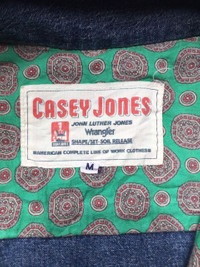 CASEY JONES
JOHN LUTHER JONES
Wrangler
SHAPE/SET SOIL RELEASE
AMERICAN COMPLETE LINE OF WORK CLOTHES
M